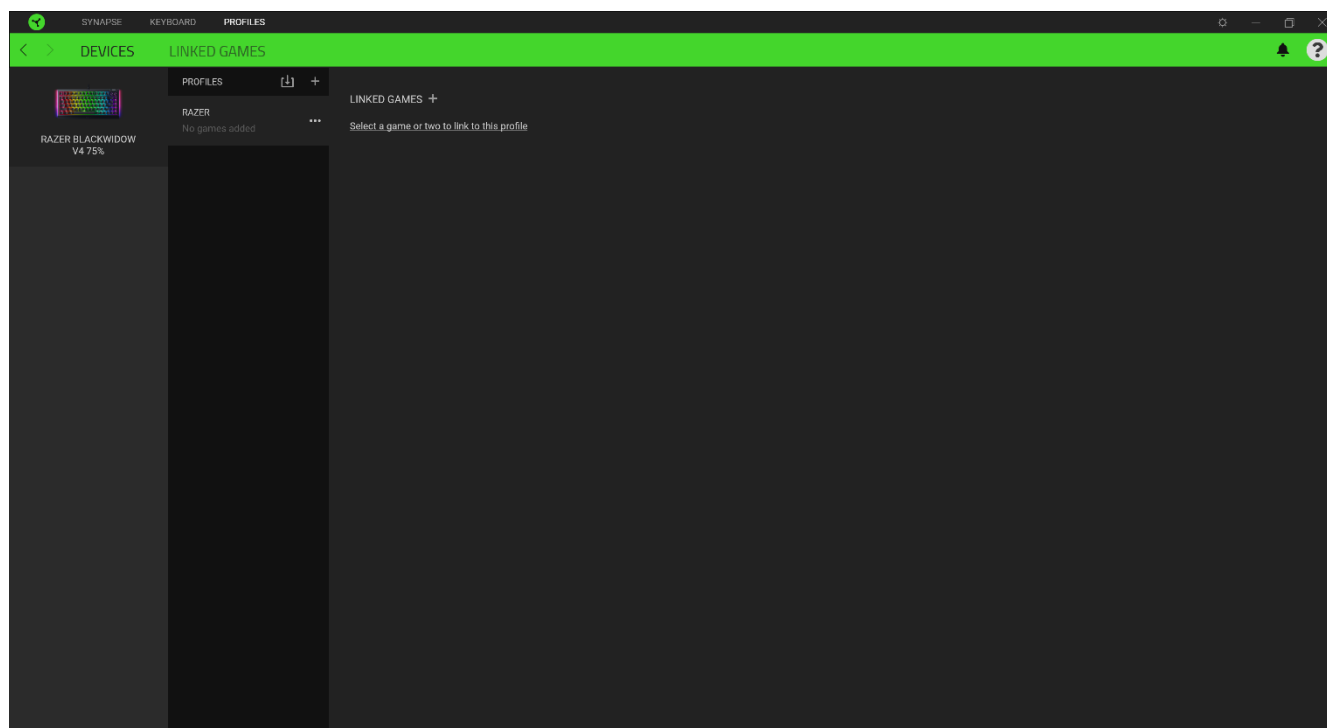 SYNAPSE KEYBOARD PROFILES
DEVICES LINKED GAMES
RAZER BLACKWIDOW
V4 75%
PROFILES
RAZER
No games added
LINKED GAMES
Select a game or two to link to this profile